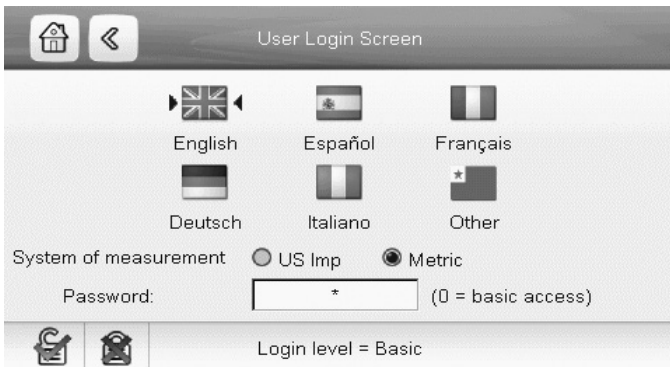 User Login Screen
English Español Français
Deutsch Italiano Other
System of measurement US Imp Metric
Password: * (0 = basic access)
Login level = Basic